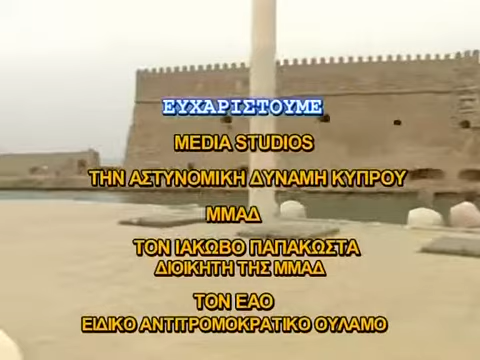 ΕΥΧΑΡΙΣΤΟΥΜΕ
MEDIA STUDIOS
ΤΗΝ ΑΣΤΥΝΟΜΙΚΗ ΔΥΝΑΜΗ ΚΥΠΡΟΥ
ΜΜΑΔ
ΤΟΝ ΙΑΚΩΒΟ ΠΑΠΑΚΩΣΤΑ
ΔΙΟΙΚΗΤΗ ΤΗΣ ΜΜΑΔ
ΤΟΝ ΕΑΟ
ΕΙΔΙΚΟ ΑΝΤΙΤΡΟΜΟΚΡΑΤΙΚΟ ΟΥΛΑΜΟ